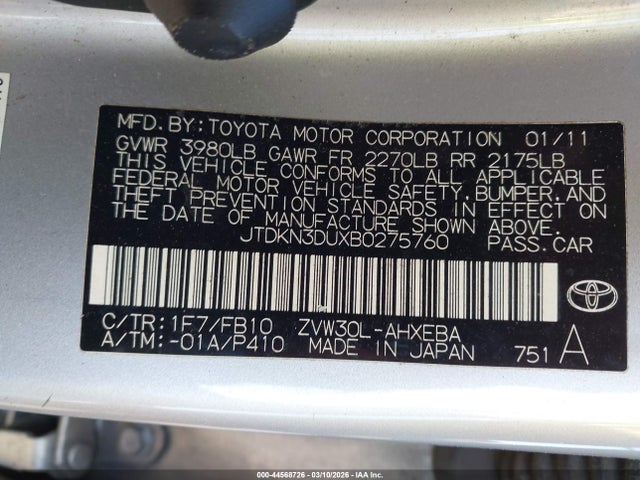 MFD. BY: TOYOTA MOTOR CORPORATION 01/11
GVWR 3980LB GAWR FR 2270LB RR 2175LB
THIS VEHICLE CONFORMS TO ALL APPLICABLE
FEDERAL MOTOR VEHICLE SAFETY, BUMPER, AND
THEFT PREVENTION STANDARDS IN EFFECT ON
THE DATE OF MANUFACTURE SHOWN ABOVE.
JTDKN3DUXB0275760 PASS.CAR
C/TR: 1F7/FB10 ZVW30L-AHXEBA
A/TM: -01A/P410 MADE IN JAPAN 751 A
000-44568726 - 03/10/2026 - IAA Corp.